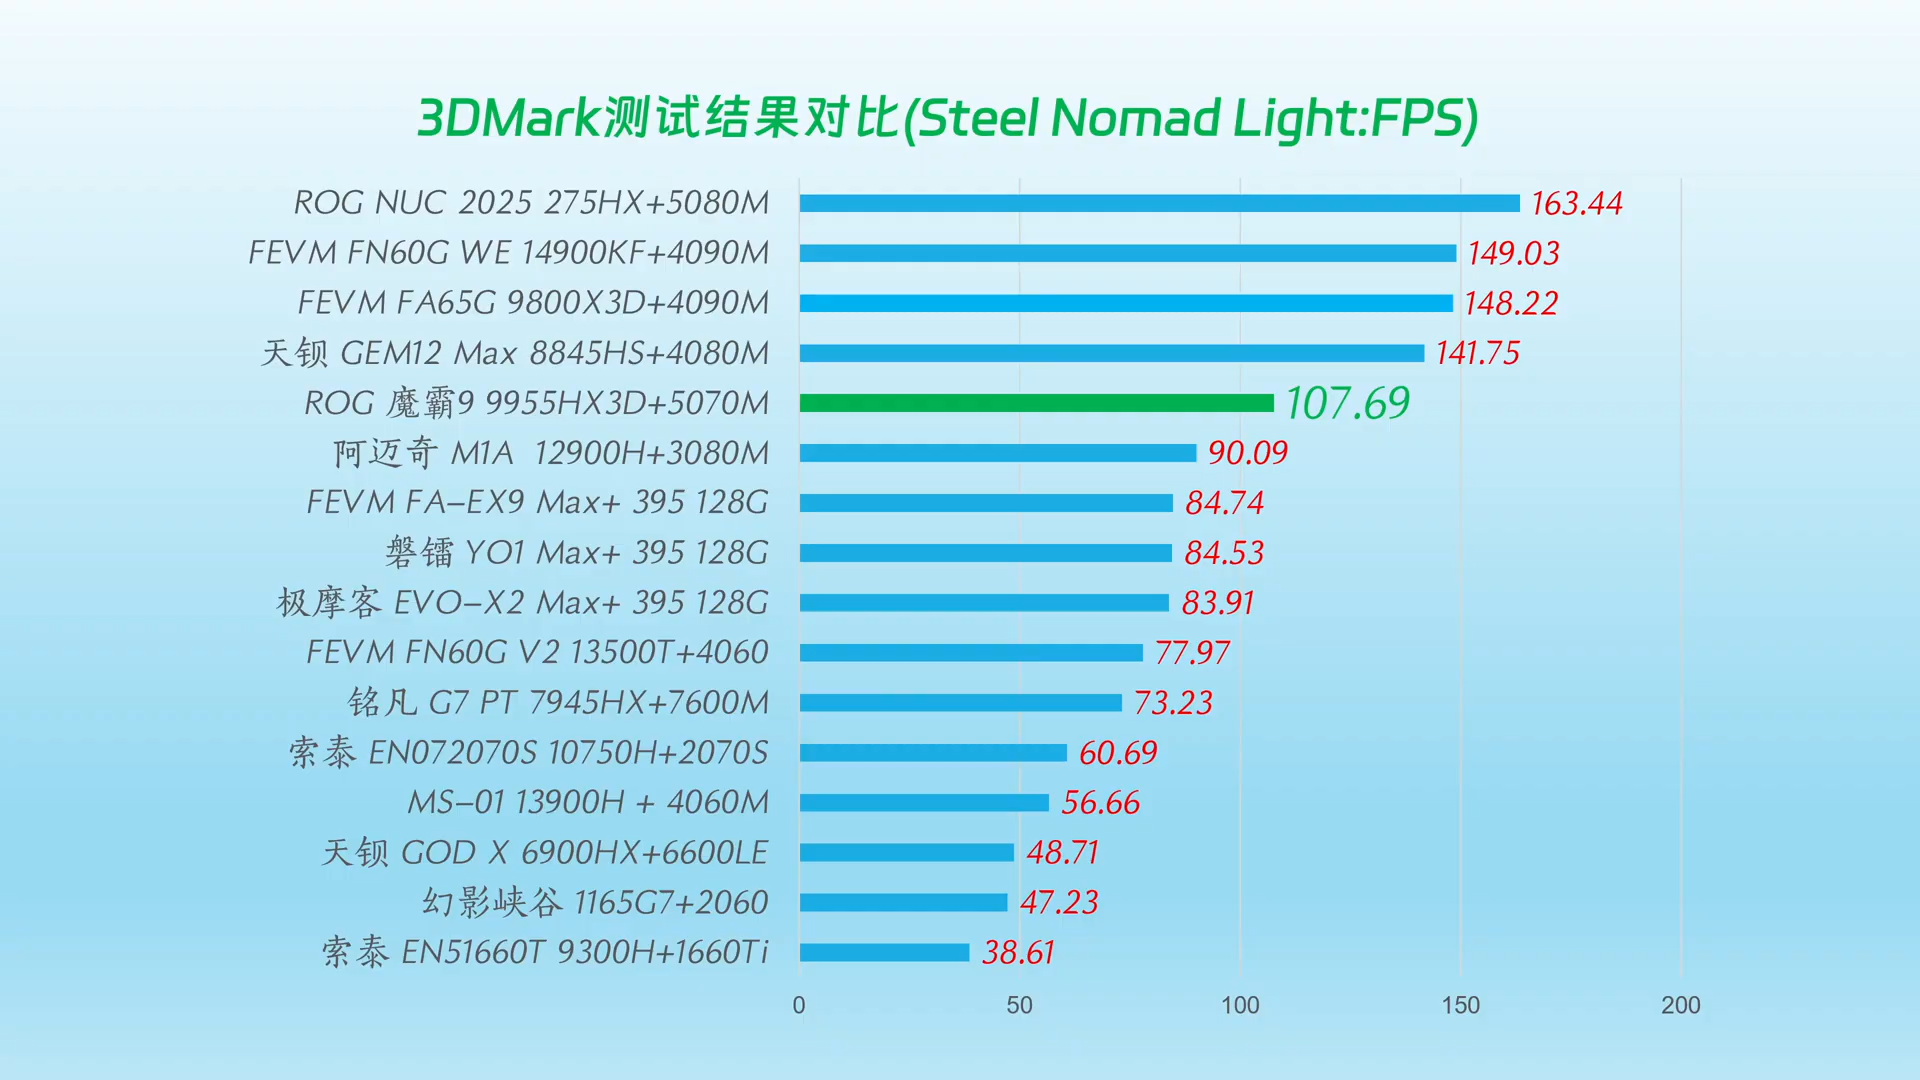 3DMark测试结果对比(Steel Nomad Light:FPS)
ROG NUC 2025 275HX+5080M 163.44
FEVM FN60G WE 14900KF+4090M 149.03
FEVM FA65G 9800X3D+4090M 148.22
天钡 GEM12 Max 8845HS+4080M 141.75
ROG 魔霸9 9955HX3D+5070M 107.69
阿迈奇 M1A 12900H+3080M 90.09
FEVM FA-EX9 Max+ 395 128G 84.74
磐镭 YO1 Max+ 395 128G 84.53
极摩客 EVO-X2 Max+ 395 128G 83.91
FEVM FN60G V2 13500T+4060 77.97
铭凡 G7 PT 7945HX+7600M 73.23
索泰 EN072070S 10750H+2070S 60.69
MS-01 13900H + 4060M 56.66
天钡 GOD X 6900HX+6600LE 48.71
幻影峡谷 1165G7+2060 47.23
索泰 EN51660T 9300H+1660Ti 38.61
0 50 100 150 200